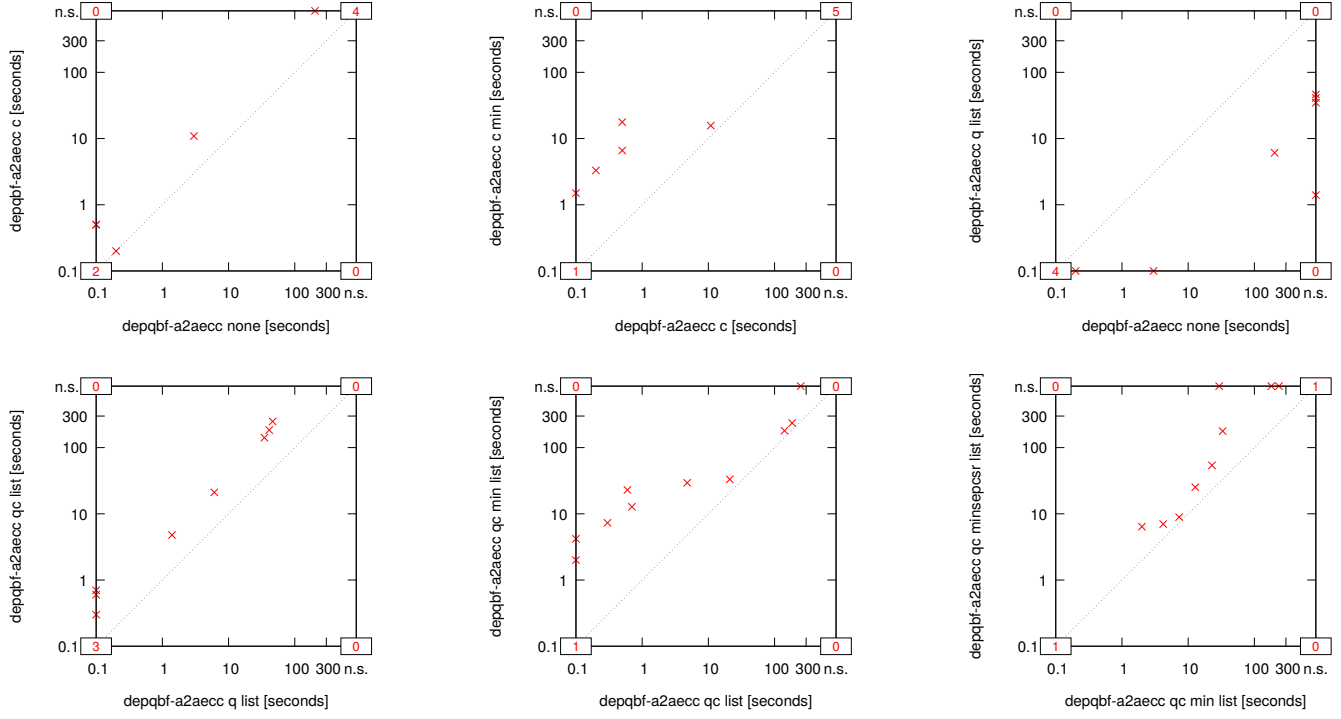 n.s. 0 4
300
100
10
1
0.1 2 0
0.1 1 10 100 300 n.s.
depqbf-a2aecc c [seconds]
depqbf-a2aecc none [seconds]
n.s. 0 5
300
100
10
1
0.1 1 0
0.1 1 10 100 300 n.s.
depqbf-a2aecc c min [seconds]
depqbf-a2aecc c [seconds]
n.s. 0 0
300
100
10
1
0.1 4 0
0.1 1 10 100 300 n.s.
depqbf-a2aecc q list [seconds]
depqbf-a2aecc none [seconds]
n.s. 0 0
300
100
10
1
0.1 3 0
0.1 1 10 100 300 n.s.
depqbf-a2aecc qc list [seconds]
depqbf-a2aecc q list [seconds]
n.s. 0 0
300
100
10
1
0.1 1 0
0.1 1 10 100 300 n.s.
depqbf-a2aecc qc min list [seconds]
depqbf-a2aecc qc list [seconds]
n.s. 0 1
300
100
10
1
0.1 1 0
0.1 1 10 100 300 n.s.
depqbf-a2aecc qc minsepcsr list [seconds]
depqbf-a2aecc qc min list [seconds]